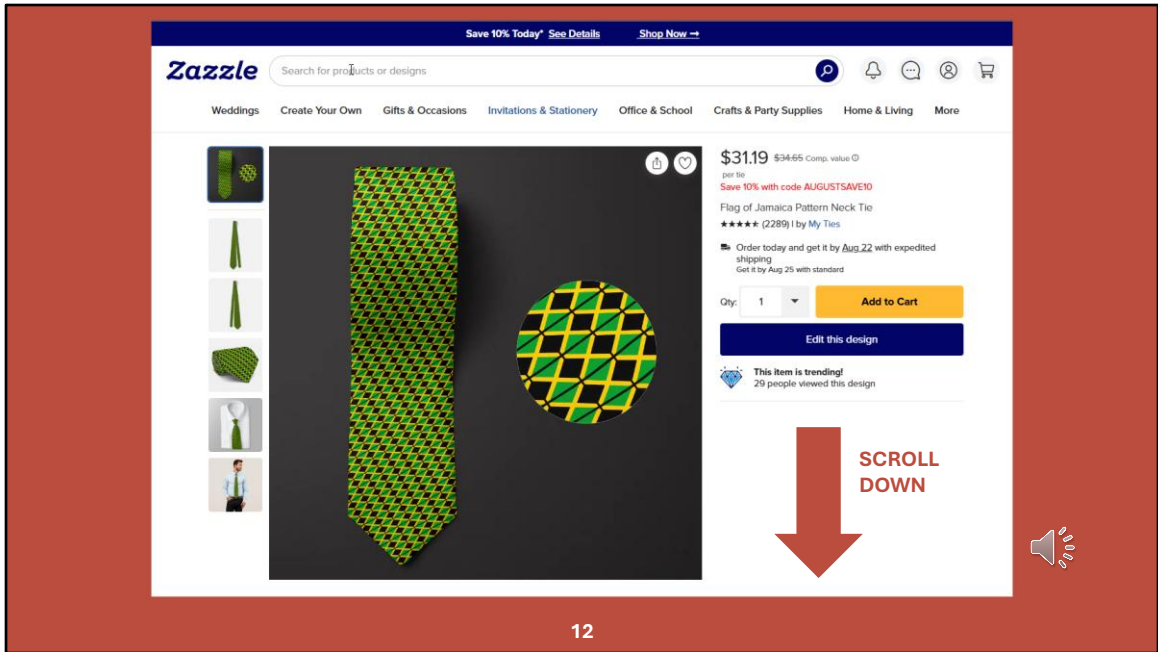 Save 10% Today* See Details Shop Now →
Zazzle
Search for products or designs
Weddings Create Your Own Gifts & Occasions Invitations & Stationery Office & School Crafts & Party Supplies Home & Living More
$31.19 $34.65 Comp. value
per tie
Save 10% with code AUGUSTSAVE10
Flag of Jamaica Pattern Neck Tie
★★★★★ (2289) | by My Ties
Order today and get it by Aug 22 with expedited
shipping
Get it by Aug 25 with standard
Qty: 1 Add to Cart
Edit this design
This item is trending!
29 people viewed this design
SCROLL
DOWN
12